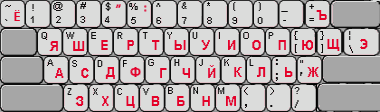 ~ ` Ё ! 1 @ 2 # 3 $ " 4 % : 5 ^ 6 & 7 * 8 ( 9 ) 0 _ - + = Ъ
Q Я W Ш E Е R Р T Т Y Ы U У I И O О P П { [ Ю } ] Щ | \ Э
A А S С D Д F Ф G Г H Ч J Й K К L Л : ; Ь " ' Ж
Z З X Х C Ц V В B Б N Н M М < , > . ? /